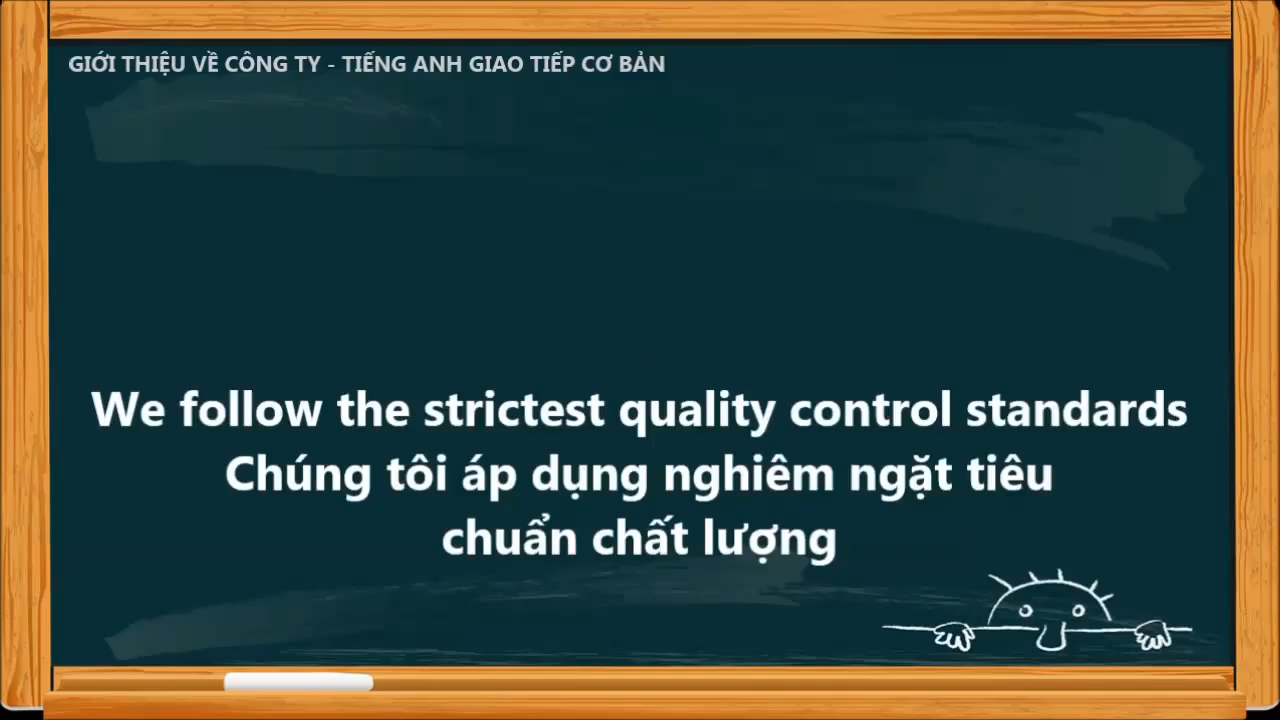 GIỚI THIỆU VỀ CÔNG TY - TIẾNG ANH GIAO TIẾP CƠ BẢN
We follow the strictest quality control standards
Chúng tôi áp dụng nghiêm ngặt tiêu
chuẩn chất lượng